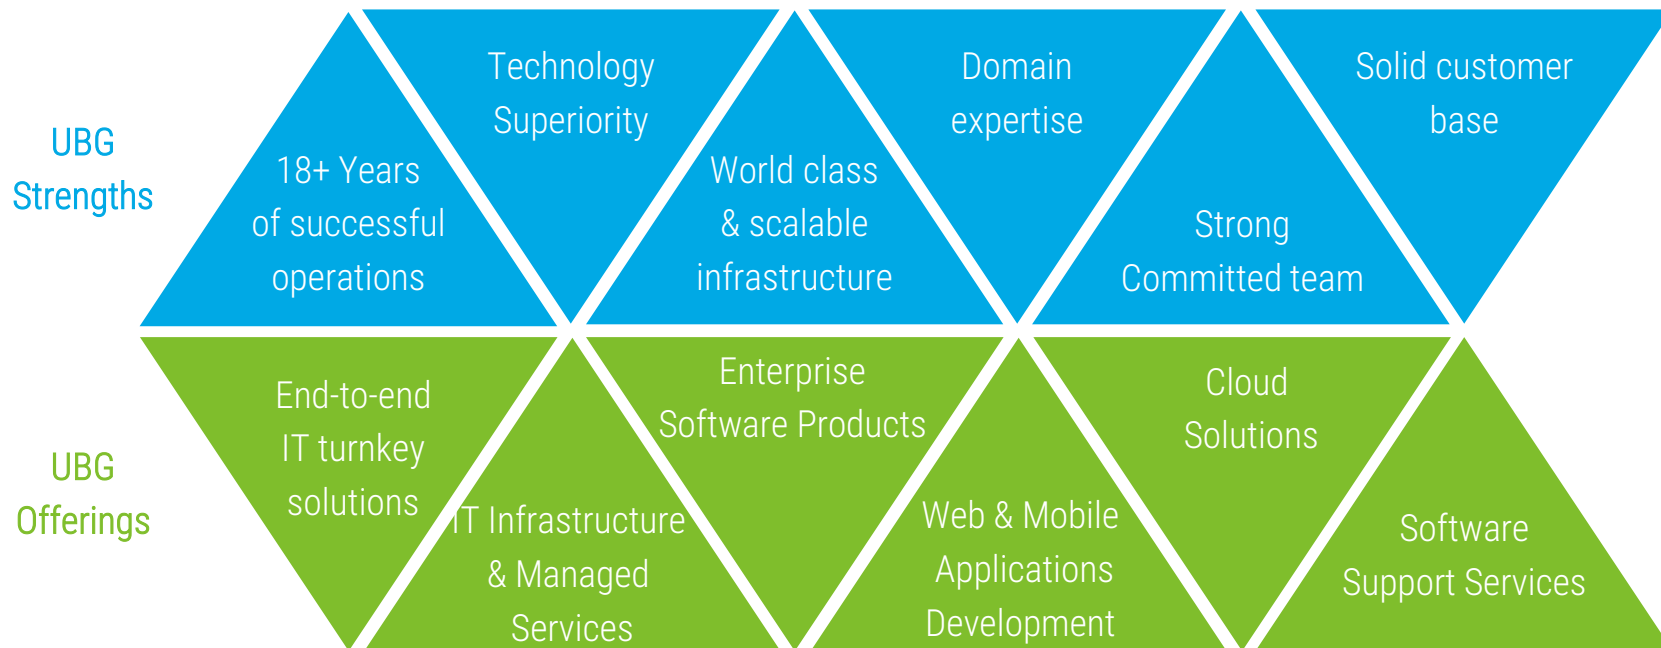 UBG
Strengths
18+ Years
of successful
operations
Technology
Superiority
World class
& scalable
infrastructure
Domain
expertise
Strong
Committed team
Solid customer
base
UBG
Offerings
End-to-end
IT turnkey
solutions
IT Infrastructure
& Managed
Services
Enterprise
Software Products
Web & Mobile
Applications
Development
Cloud
Solutions
Software
Support Services